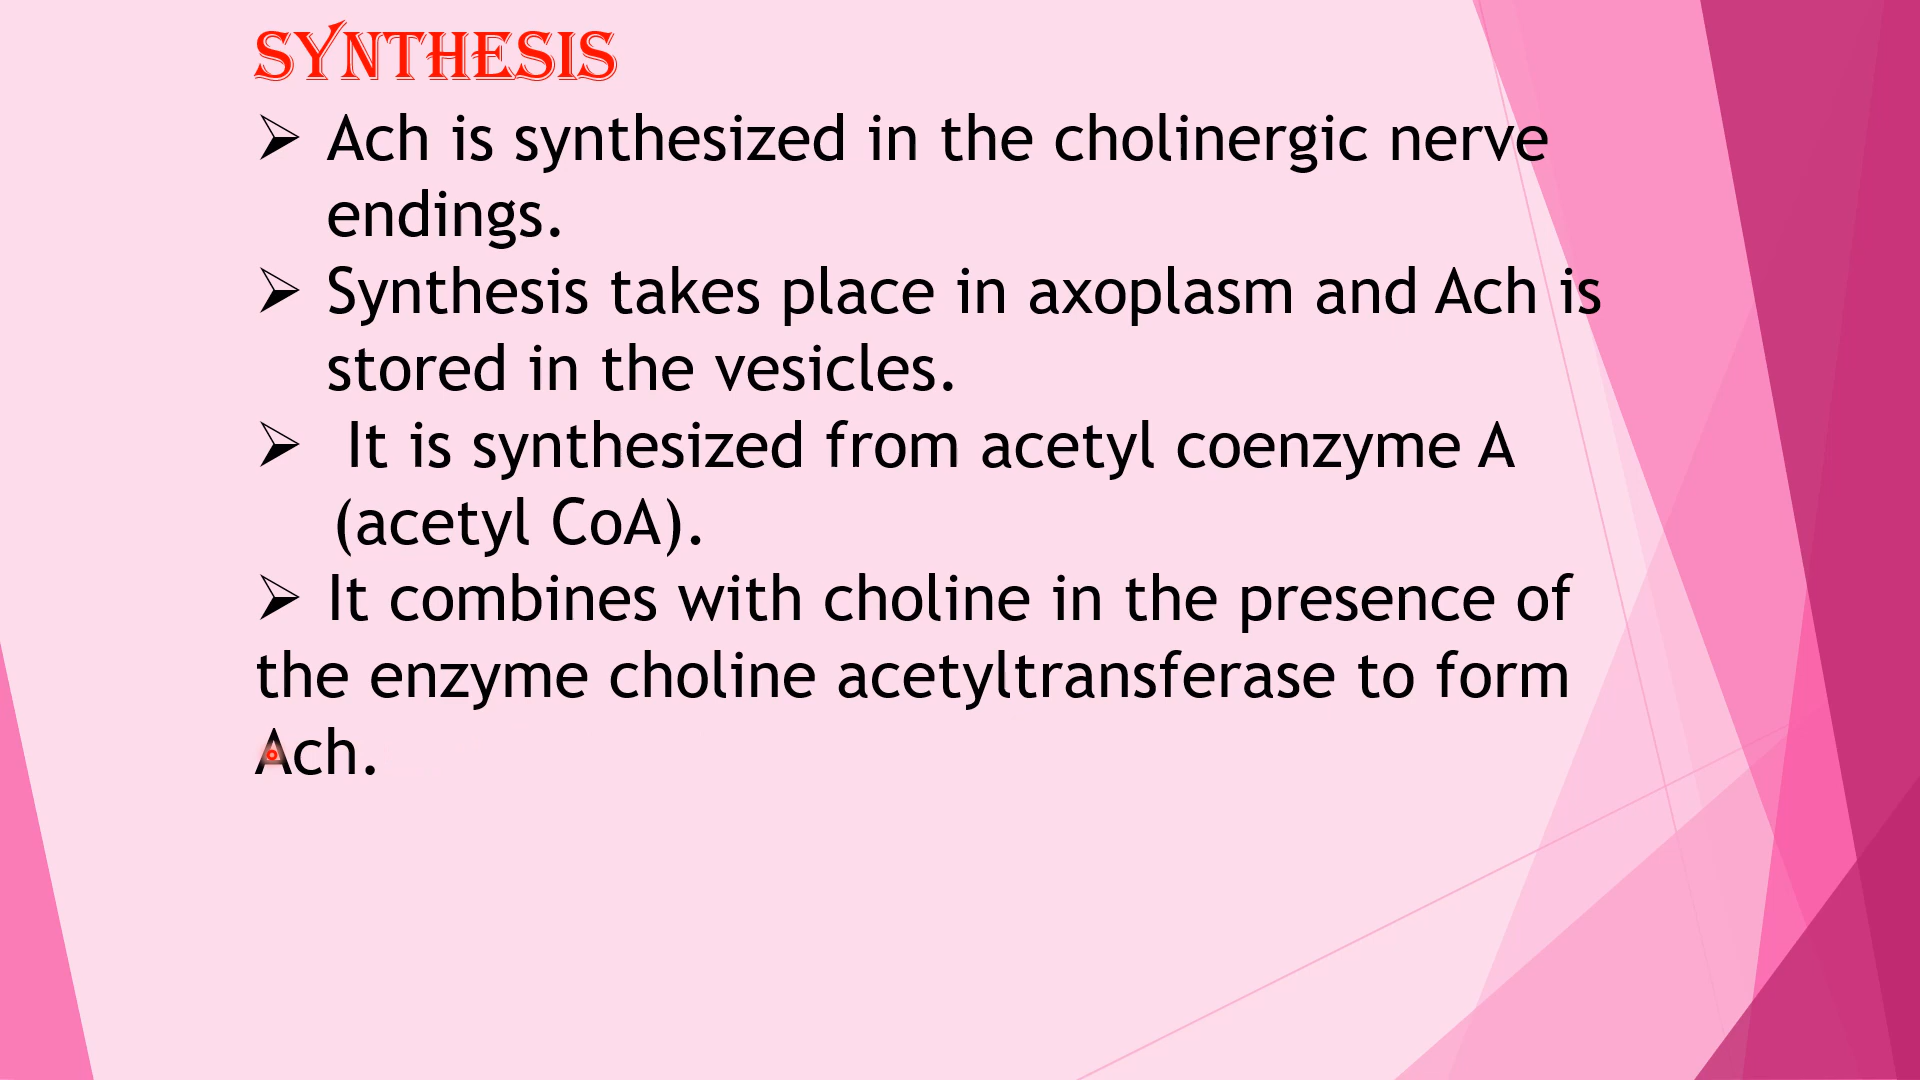 SYNTHESIS
➢ Ach is synthesized in the cholinergic nerve
endings.
➢ Synthesis takes place in axoplasm and Ach is
stored in the vesicles.
➢ It is synthesized from acetyl coenzyme A
(acetyl CoA).
➢ It combines with choline in the presence of
the enzyme choline acetyltransferase to form
Ach.